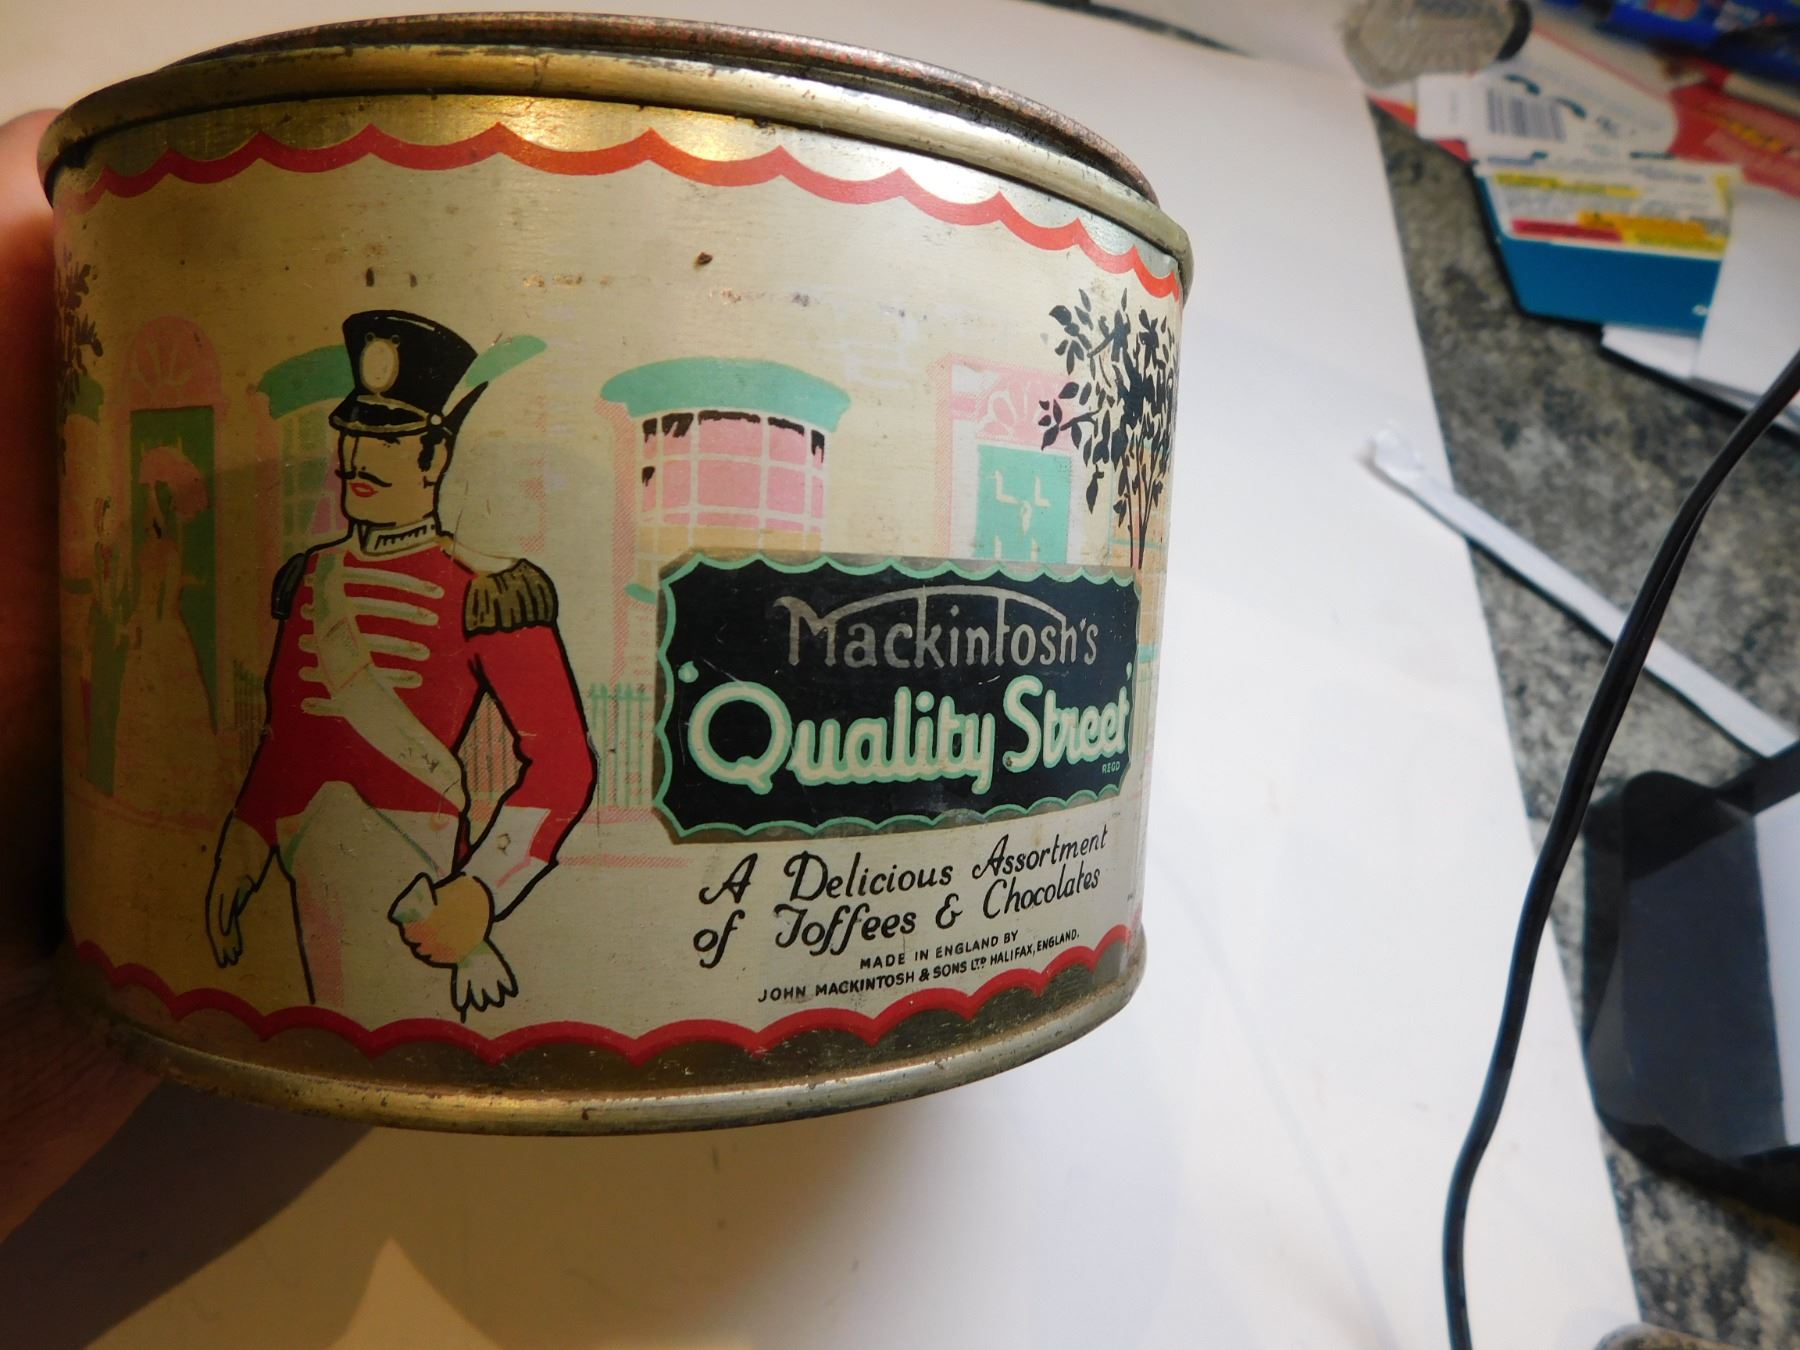 Mackintosh's
'Quality Street'
REGD
A Delicious Assortment
of Toffees & Chocolates
MADE IN ENGLAND BY
JOHN MACKINTOSH & SONS LTD HALIFAX, ENGLAND.